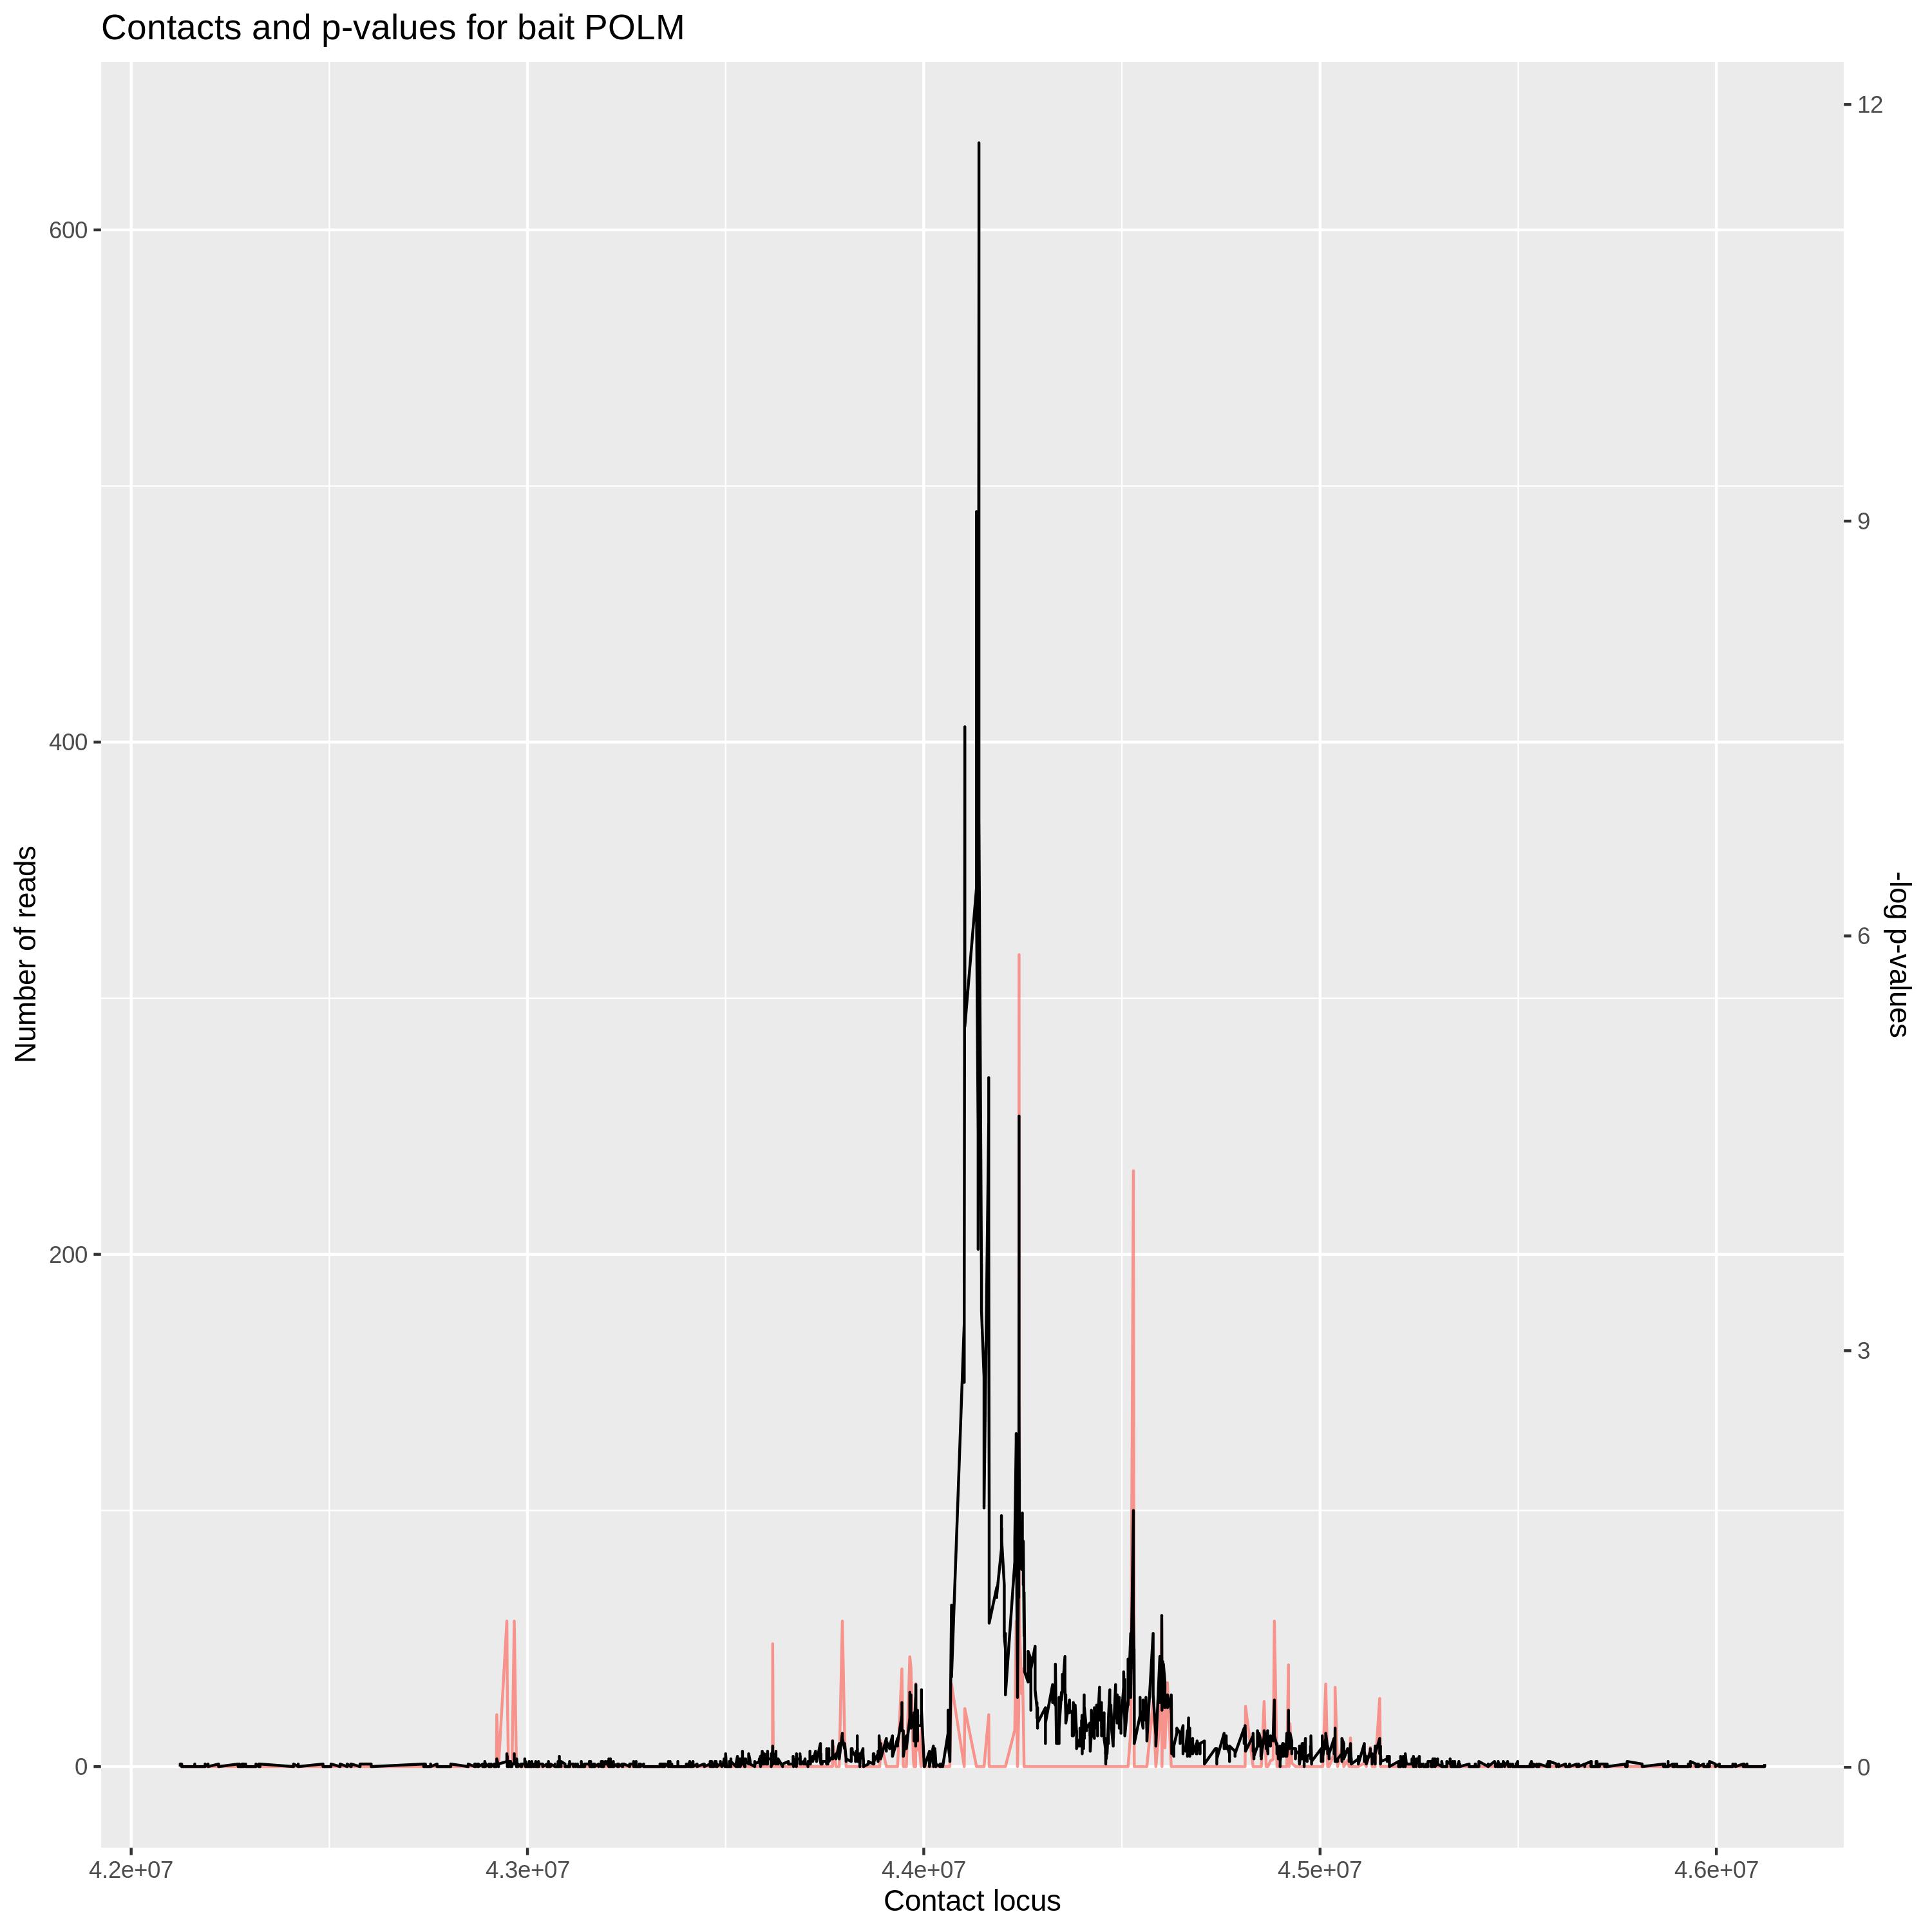 Contacts and p-values for bait POLM
Number of reads
600
400
200
0
12
9
6
3
0
-log p-values
4.2e+07
4.3e+07
4.4e+07
4.5e+07
4.6e+07
Contact locus